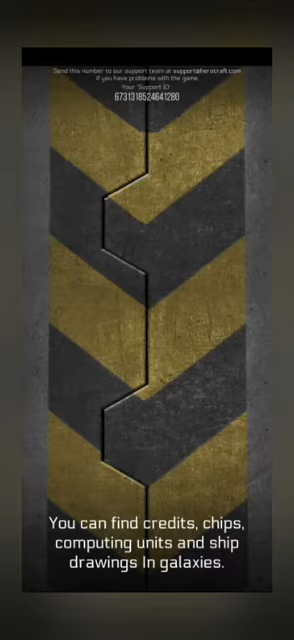 Send this number to our support team at support@herocraft.com
if you have problems with the game.
Your 'Support ID'
6731318524641280
You can find credits, chips,
computing units and ship
drawings In galaxies.